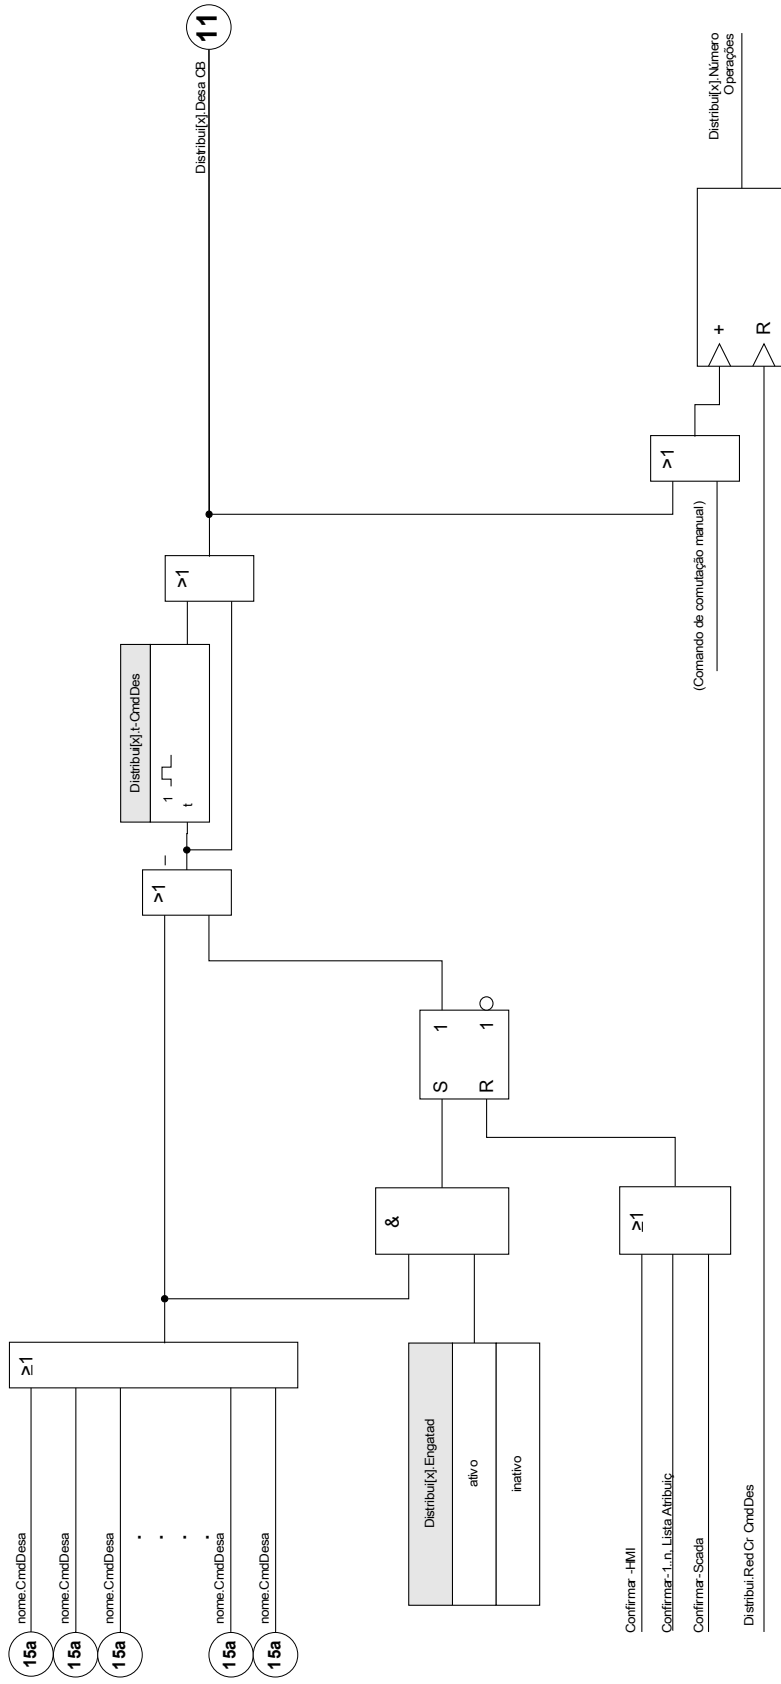 11
Distribui[x].Desa CB
Distribui[x].Número
Operações
+
R
>1
(Comando de comutação manual)
>1
Distribui[x].t-CmdDes
1
t
>1
S 1
R 1
&
≥1
≥1
Distribui[x].Engatad
ativo
inativo
15a nome.CmdDesa
15a nome.CmdDesa
15a nome.CmdDesa
. . . .
15a nome.CmdDesa
15a nome.CmdDesa
Confirmar-HMI
Confirmar-1..n, Lista Atribuiç
Confirmar-Scada
Distribui.Red Cr CmdDes